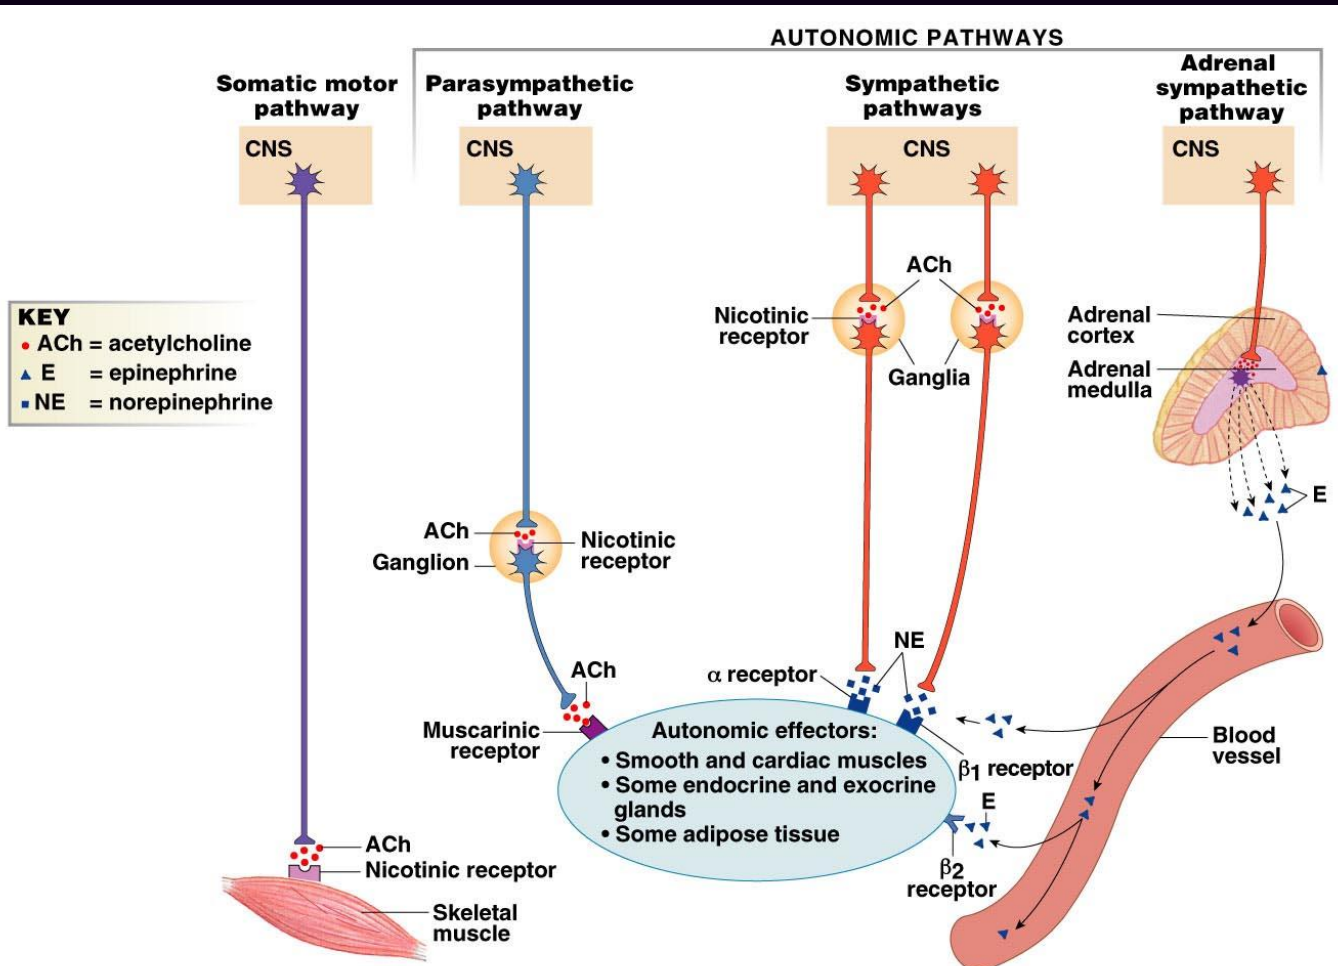 AUTONOMIC PATHWAYS
Somatic motor
pathway
Parasympathetic
pathway
Sympathetic
pathways
Adrenal
sympathetic
pathway
CNS
CNS
CNS
CNS
KEY
ACh = acetylcholine
E = epinephrine
NE = norepinephrine
ACh
Nicotinic
receptor
Ganglia
Adrenal
cortex
Adrenal
medulla
E
ACh
Ganglion
Nicotinic
receptor
ACh
Muscarinic
receptor
NE
α receptor
Autonomic effectors:
• Smooth and cardiac muscles
• Some endocrine and exocrine
glands
• Some adipose tissue
β1 receptor
E
β2
receptor
Blood
vessel
ACh
Nicotinic receptor
Skeletal
muscle